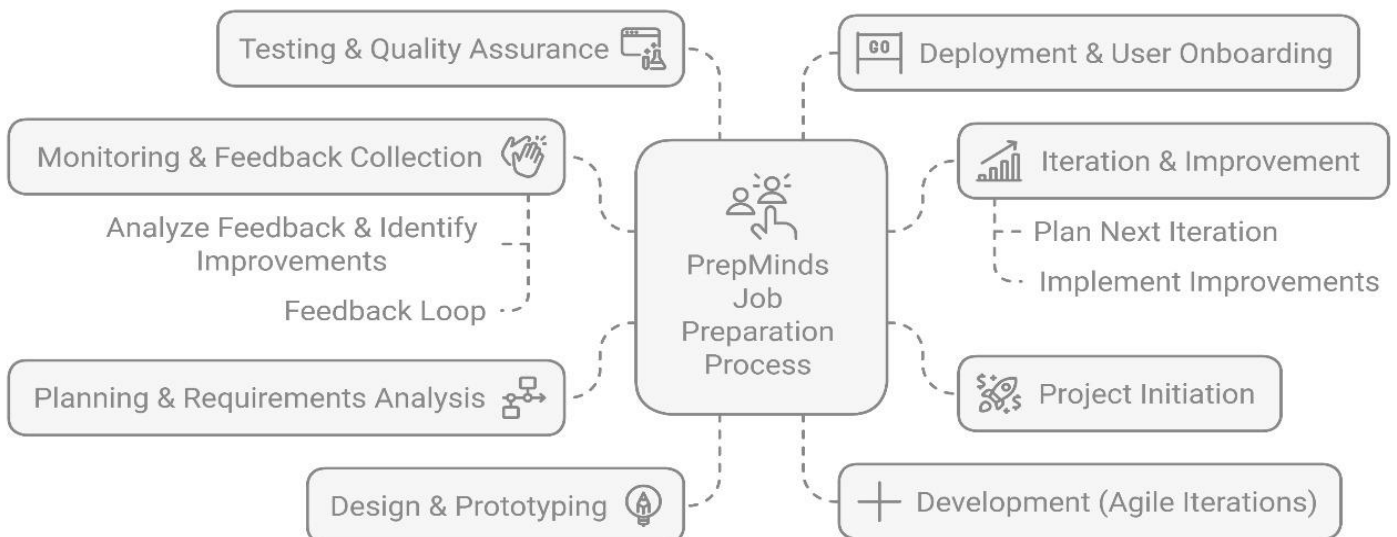 Testing & Quality Assurance
GO
Deployment & User Onboarding
Monitoring & Feedback Collection
Iteration & Improvement
Analyze Feedback & Identify
Improvements
Feedback Loop
Plan Next Iteration
Implement Improvements
PrepMinds
Job
Preparation
Process
Planning & Requirements Analysis
$ $ $
Project Initiation
Design & Prototyping
Development (Agile Iterations)